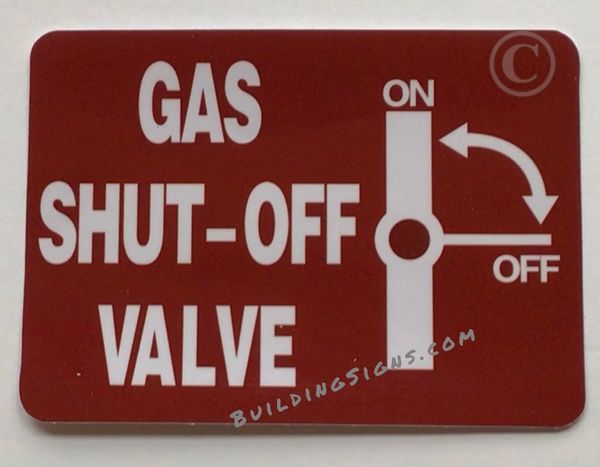 GAS
SHUT-OFF
VALVE
ON
OFF
©
BUILDINGSIGNS.COM